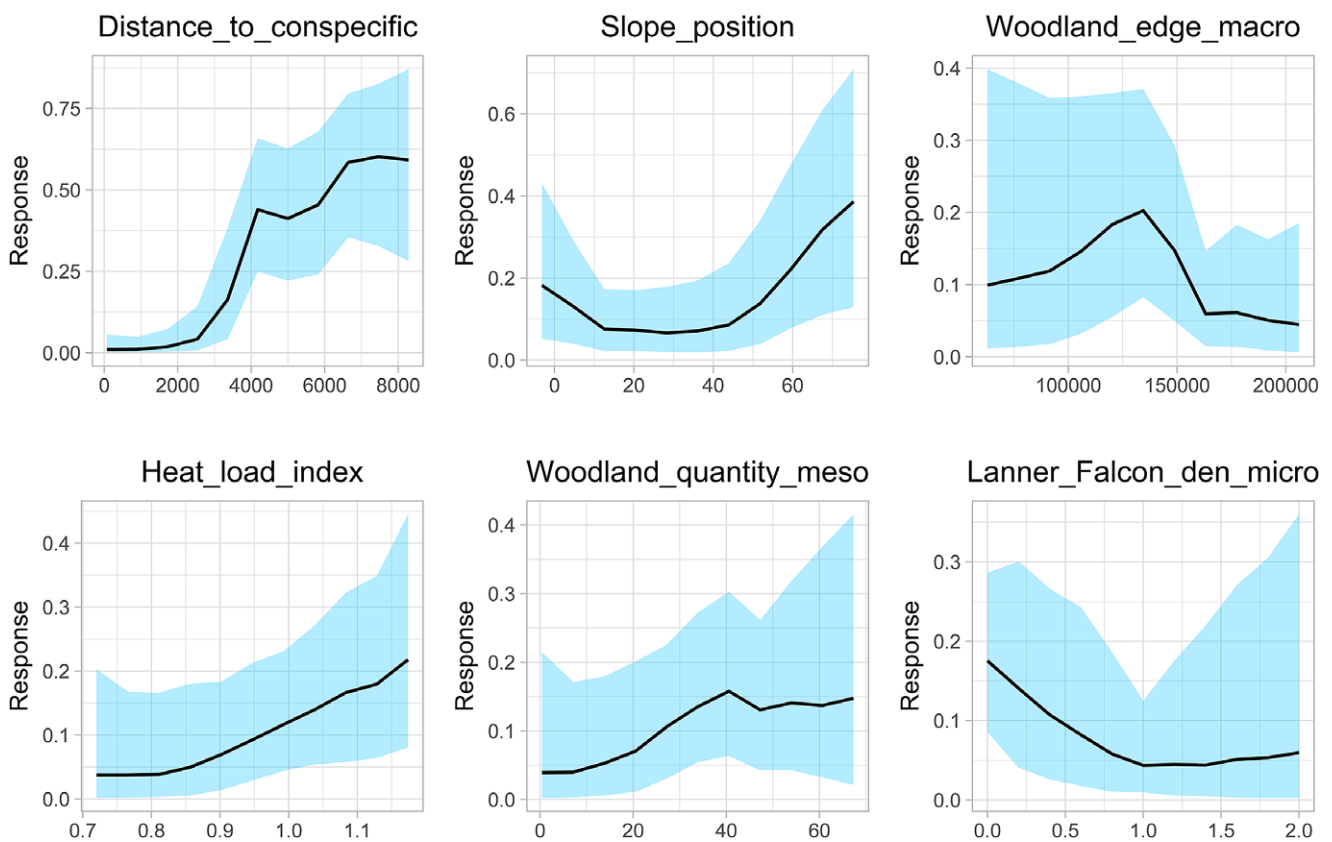 Distance_to_conspecific
Slope_position
Woodland_edge_macro
Response
0.75
0.50
0.25
0.00
0 2000 4000 6000 8000
Response
0.6
0.4
0.2
0.0
0 20 40 60
Response
0.4
0.3
0.2
0.1
0.0
100000 150000 200000
Heat_load_index
Woodland_quantity_meso
Lanner_Falcon_den_micro
Response
0.4
0.3
0.2
0.1
0.0
0.7 0.8 0.9 1.0 1.1
Response
0.4
0.3
0.2
0.1
0.0
0 20 40 60
Response
0.3
0.2
0.1
0.0
0.0 0.5 1.0 1.5 2.0